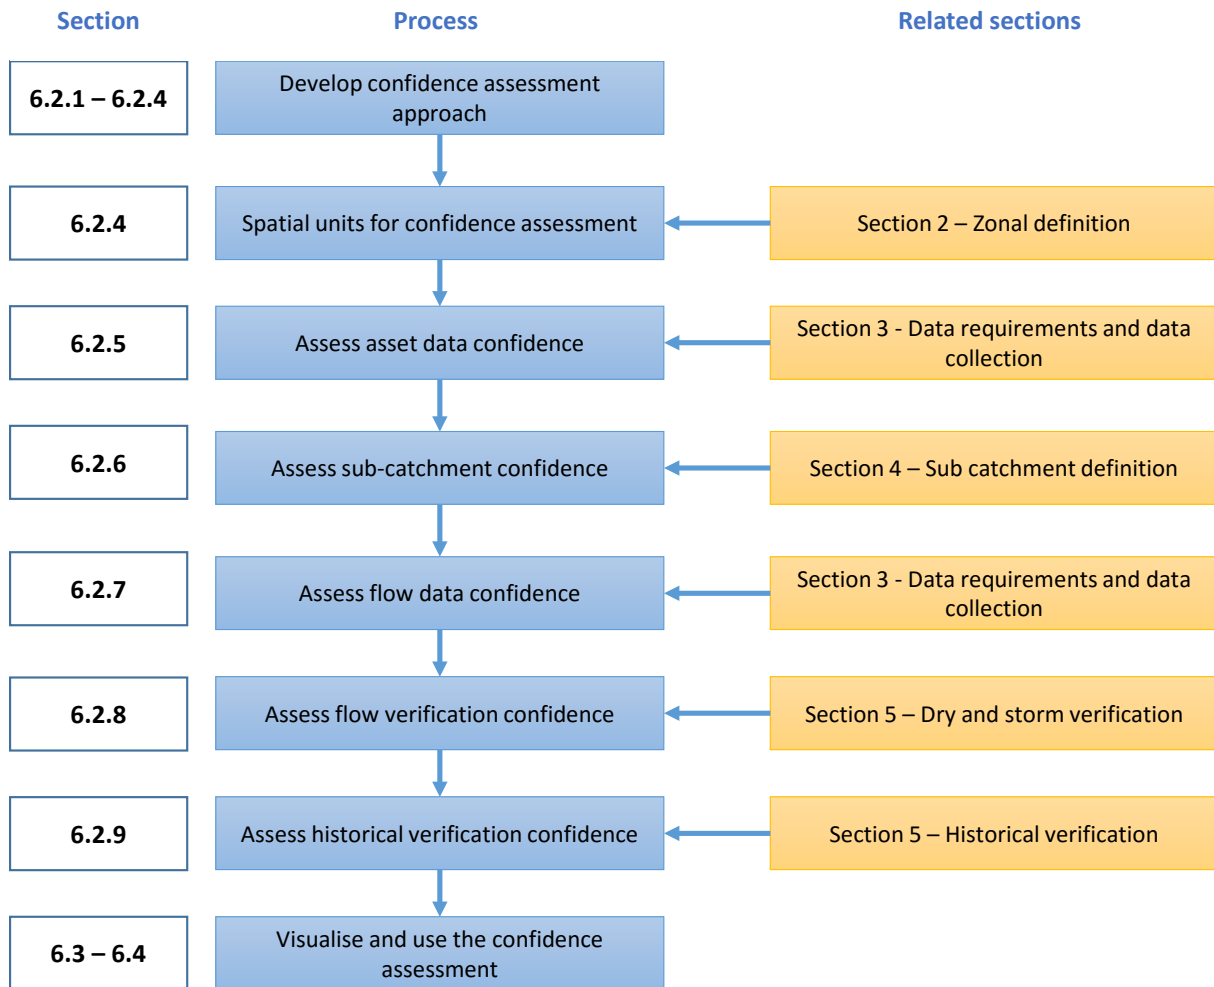 Section
Process
Related sections
6.2.1 – 6.2.4
Develop confidence assessment
approach
6.2.4
Spatial units for confidence assessment
Section 2 – Zonal definition
6.2.5
Assess asset data confidence
Section 3 - Data requirements and data
collection
6.2.6
Assess sub-catchment confidence
Section 4 – Sub catchment definition
6.2.7
Assess flow data confidence
Section 3 - Data requirements and data
collection
6.2.8
Assess flow verification confidence
Section 5 – Dry and storm verification
6.2.9
Assess historical verification confidence
Section 5 – Historical verification
6.3 – 6.4
Visualise and use the confidence
assessment